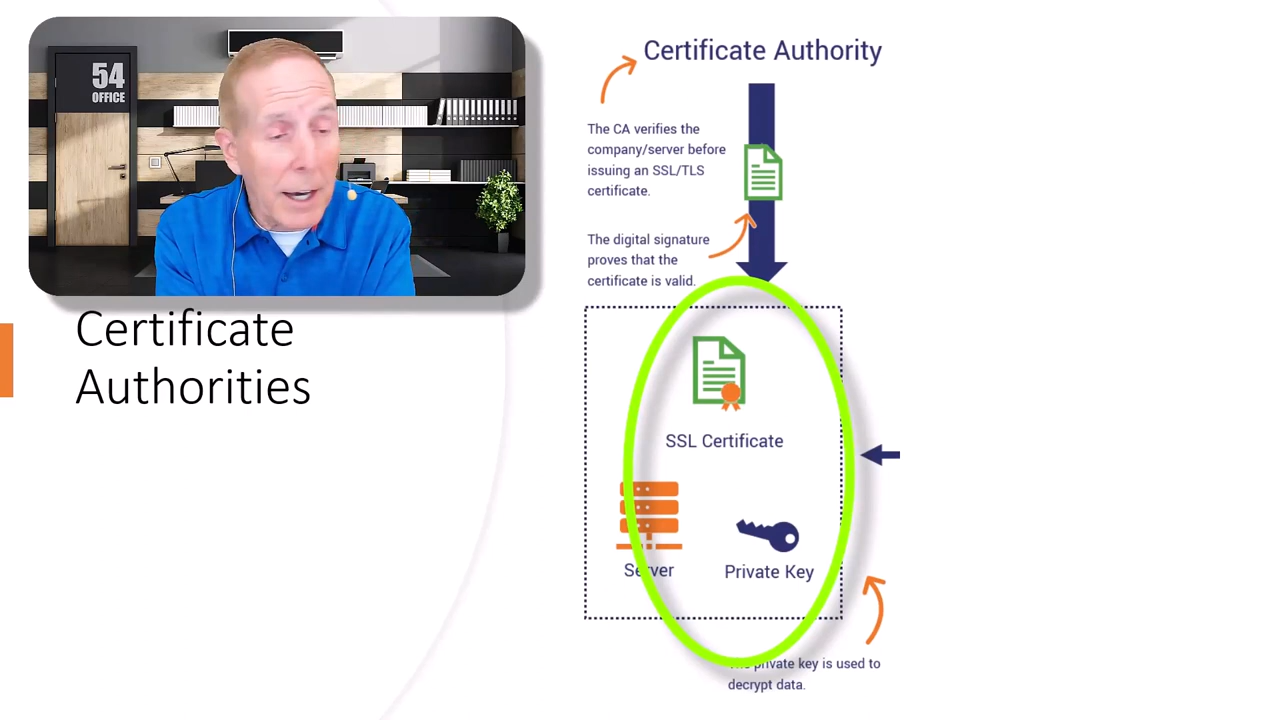 54
OFFICE
Certificate
Authorities
Certificate Authority
The CA verifies the
company/server before
issuing an SSL/TLS
certificate.
The digital signature
proves that the
certificate is valid.
SSL Certificate
Server
Private Key
The private key is used to
decrypt data.